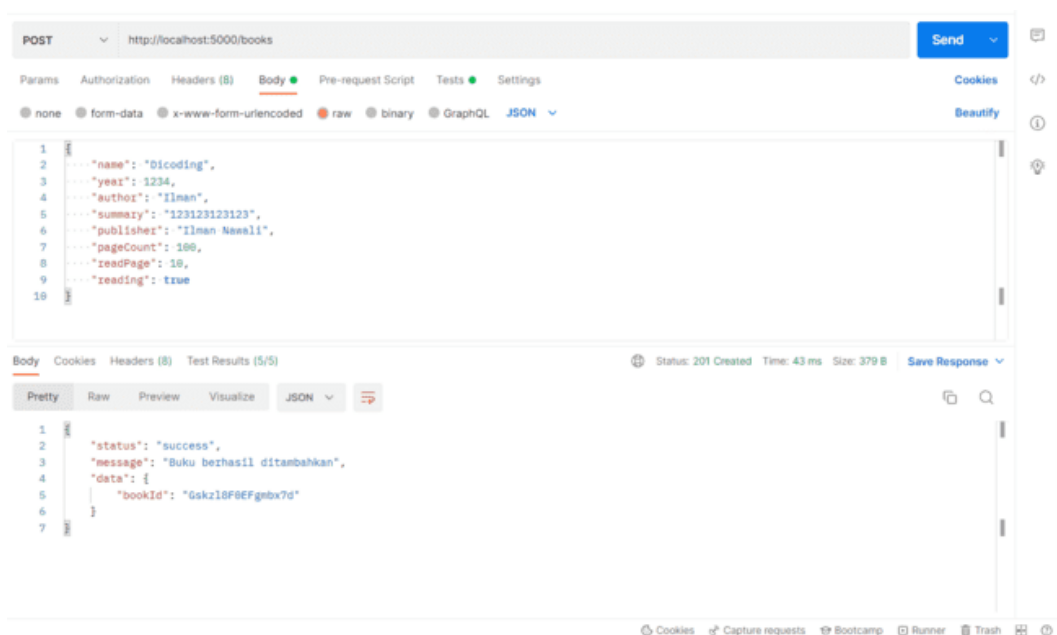 POST http://localhost:5000/books Send
Params Authorization Headers (8) Body Pre-request Script Tests Settings Cookies
none form-data x-www-form-urlencoded raw binary GraphQL JSON Beautify
1 {
2 "name": "Dicoding",
3 "year": 1234,
4 "author": "Ilman",
5 "summary": "123123123123",
6 "publisher": "Ilman Nawali",
7 "pageCount": 100,
8 "readPage": 10,
9 "reading": true
10 }
Body Cookies Headers (8) Test Results (5/5) Status: 201 Created Time: 43 ms Size: 379 B Save Response
Pretty Raw Preview Visualize JSON
1 {
2 "status": "success",
3 "message": "Buku berhasil ditambahkan",
4 "data": {
5 "bookId": "Gskzl8F0EFgmbx7d"
6 }
7 }
Cookies Capture requests Bootcamp Runner Trash